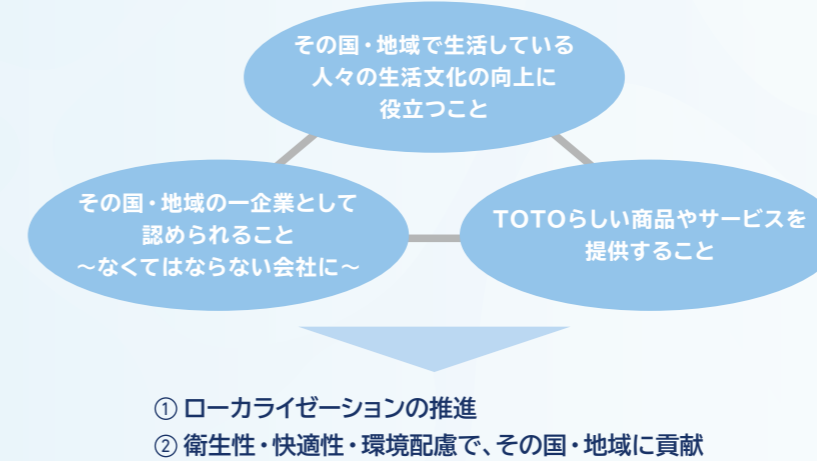 その国・地域で生活している
人々の生活文化の向上に
役立つこと
その国・地域の一企業として
認められること
～なくてはならない会社に～
TOTOらしい商品やサービスを
提供すること
① ローカライゼーションの推進
② 衛生性・快適性・環境配慮で、その国・地域に貢献